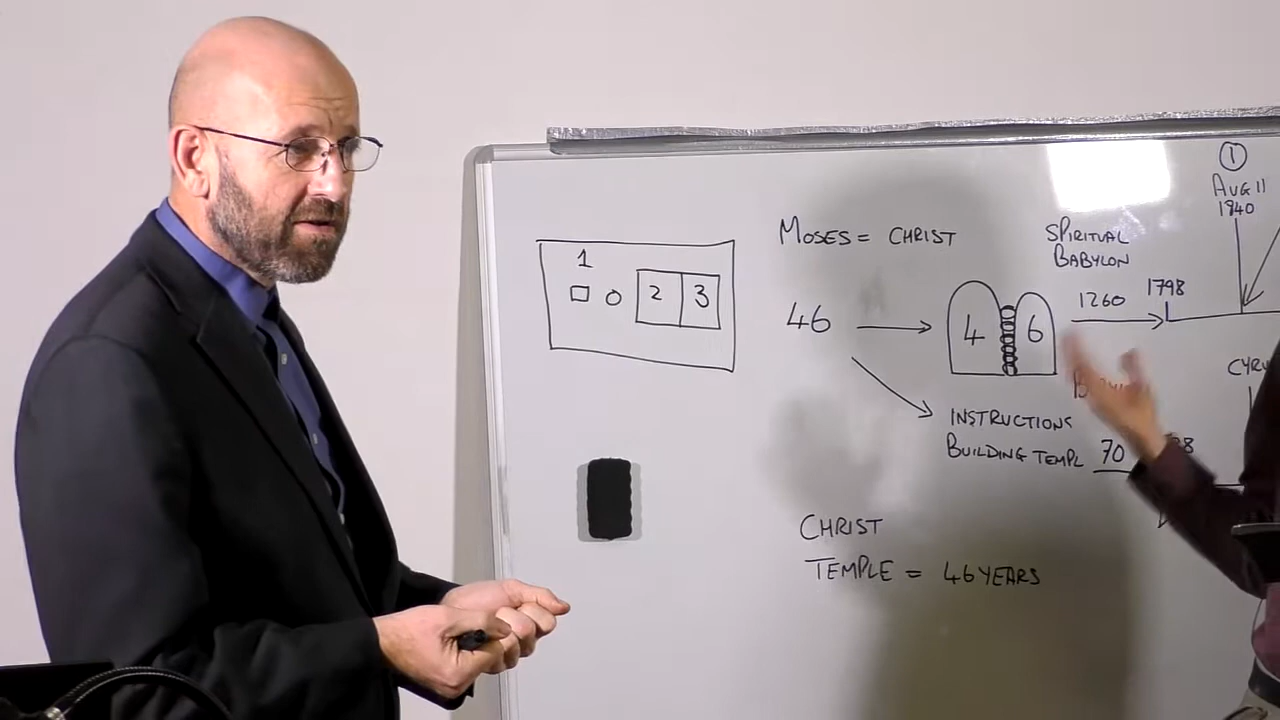 1
2 3
MOSES = CHRIST
46
4 6
SPIRITUAL
BABYLON
1260
1798
①
AUG 11
1840
INSTRUCTIONS
BUILDING TEMPL
70
CHRIST
TEMPLE = 46 YEARS